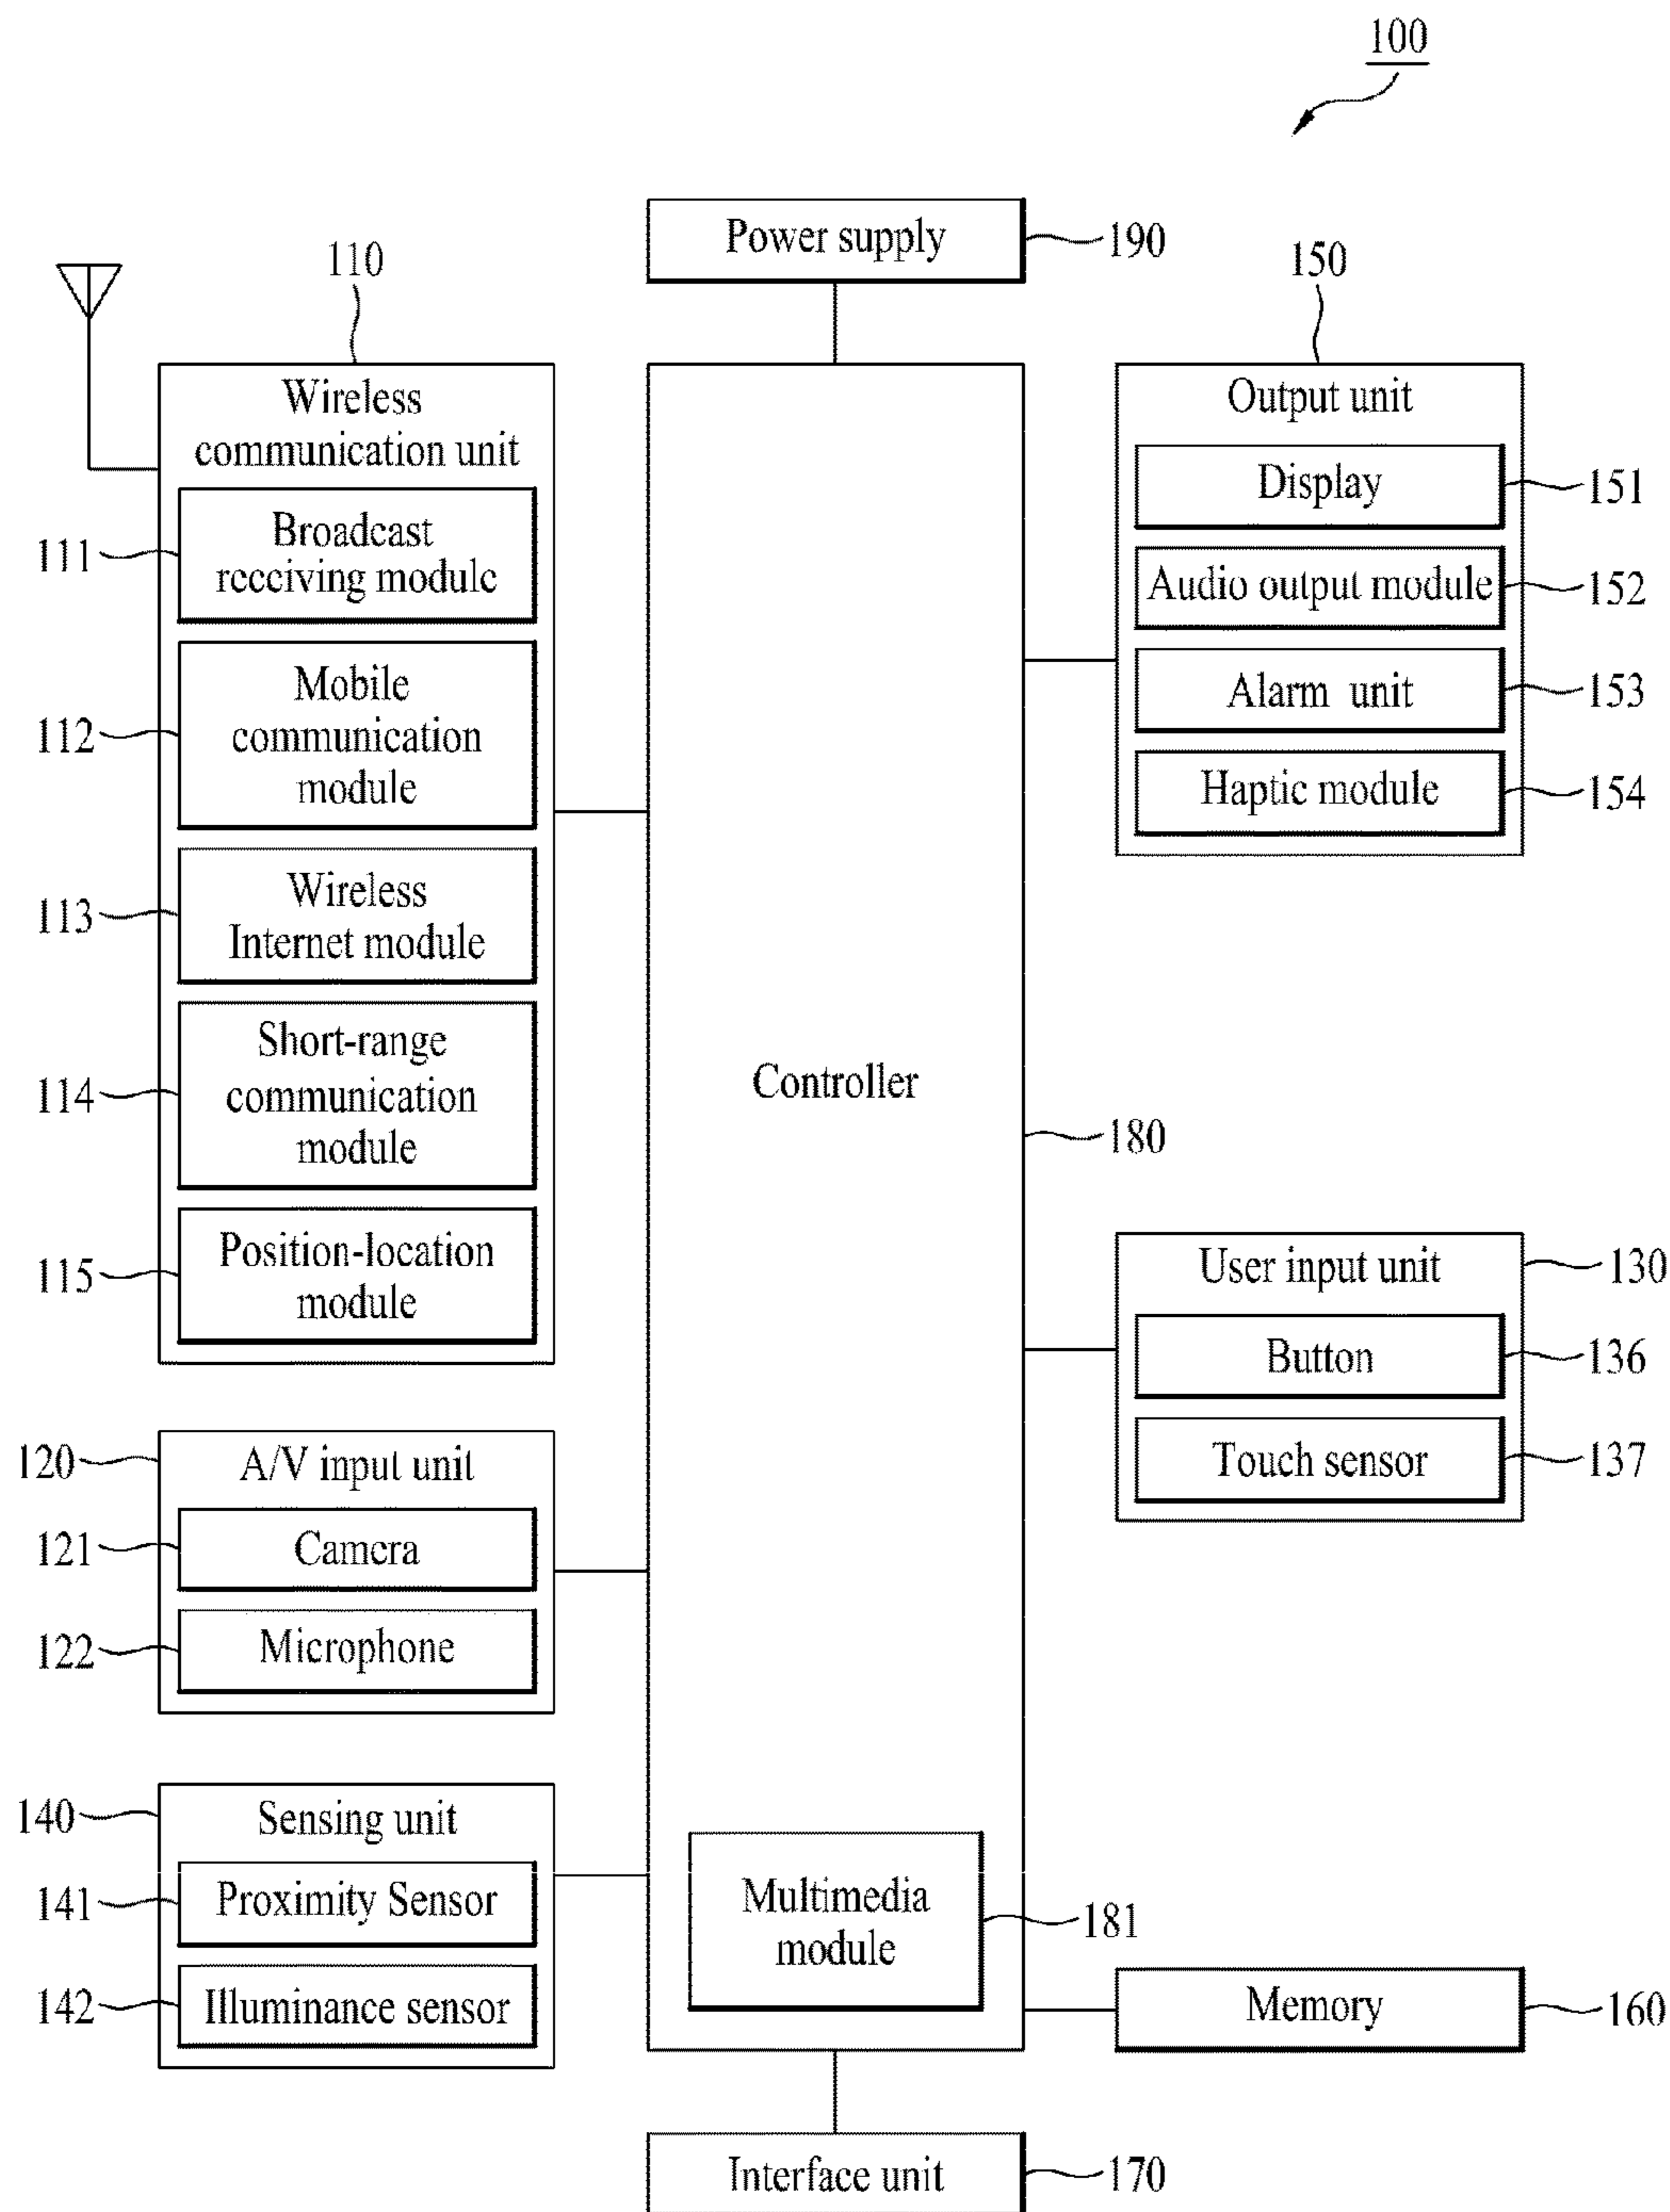 100
Power supply
190
110
Wireless
communication unit
Broadcast
receiving module
111
Mobile
communication
module
112
Wireless
Internet module
113
Short-range
communication
module
114
Position-location
module
115
A/V input unit
120
Camera
121
Microphone
122
Sensing unit
140
Proximity Sensor
141
Illuminance sensor
142
Controller
180
Multimedia
module
181
150
Output unit
Display
151
Audio output module
152
Alarm unit
153
Haptic module
154
User input unit
130
Button
136
Touch sensor
137
Memory
160
Interface unit
170